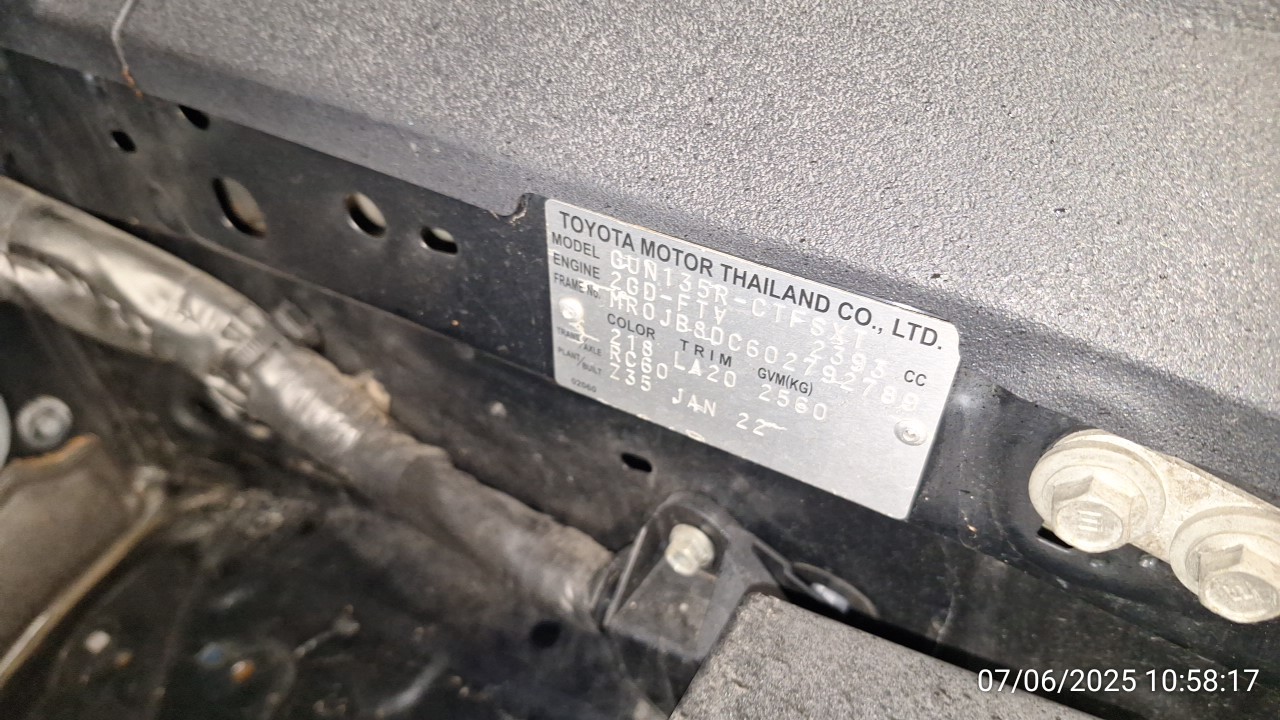 TOYOTA MOTOR THAILAND CO., LTD.
MODEL GUN135R-CTFSXT
ENGINE 2GD-FTV 2393 CC
FRAME No. MR0JB8DC602792788
COLOR TRIM GVM(KG)
218 LA20 2560
TRANS./AXLE RC60
PLANT/BUILT Z35 JAN 22
02060
07/06/2025 10:58:17